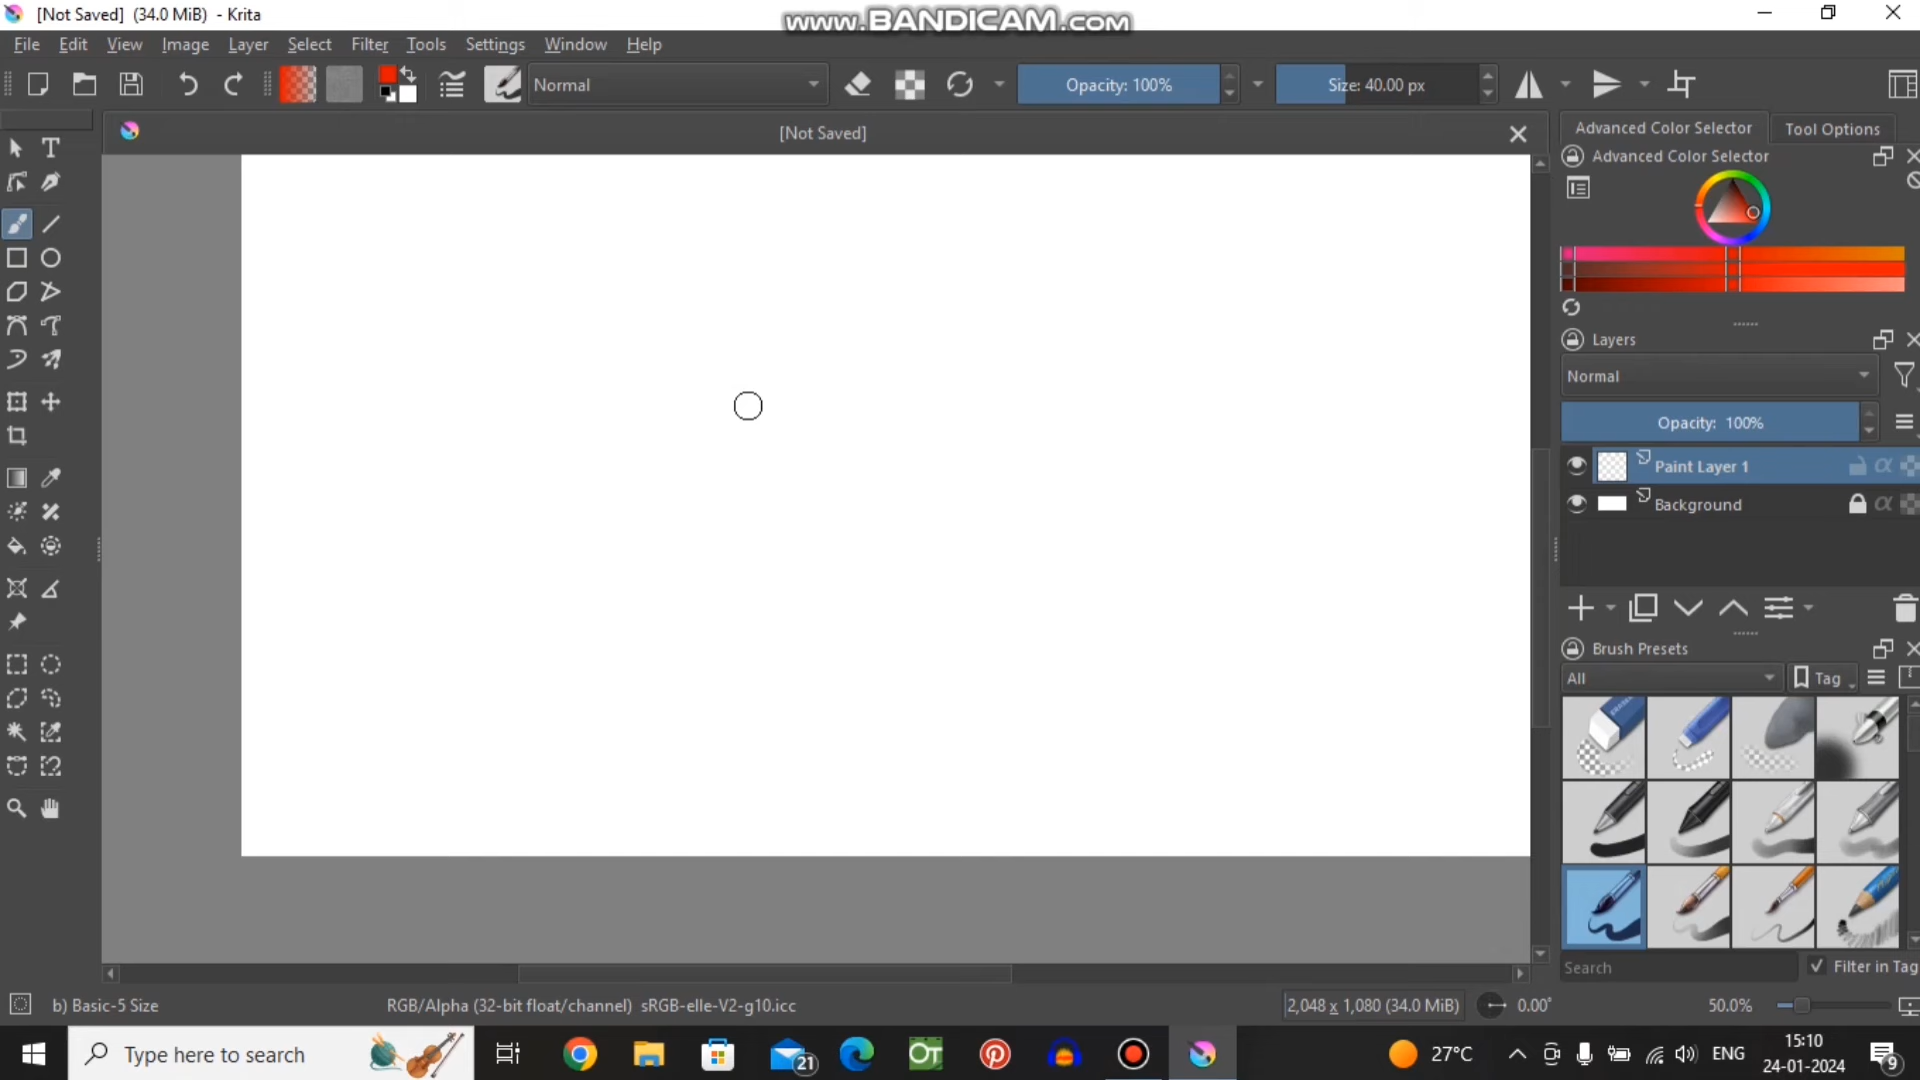 [Not Saved] (34.0 MiB) - Krita
www.BANDICAM.com
File Edit View Image Layer Select Filter Tools Settings Window Help
Normal
Opacity: 100%
Size: 40.00 px
[Not Saved]
Advanced Color Selector
Tool Options
Advanced Color Selector
Layers
Normal
Opacity: 100%
Paint Layer 1
Background
Brush Presets
All
Tag
Search
Filter in Tag
b) Basic-5 Size
RGB/Alpha (32-bit float/channel) sRGB-elle-V2-g10.icc
2,048 x 1,080 (34.0 MiB)
0.00°
50.0%
Type here to search
21
OT
27°C
ENG
15:10
24-01-2024
9